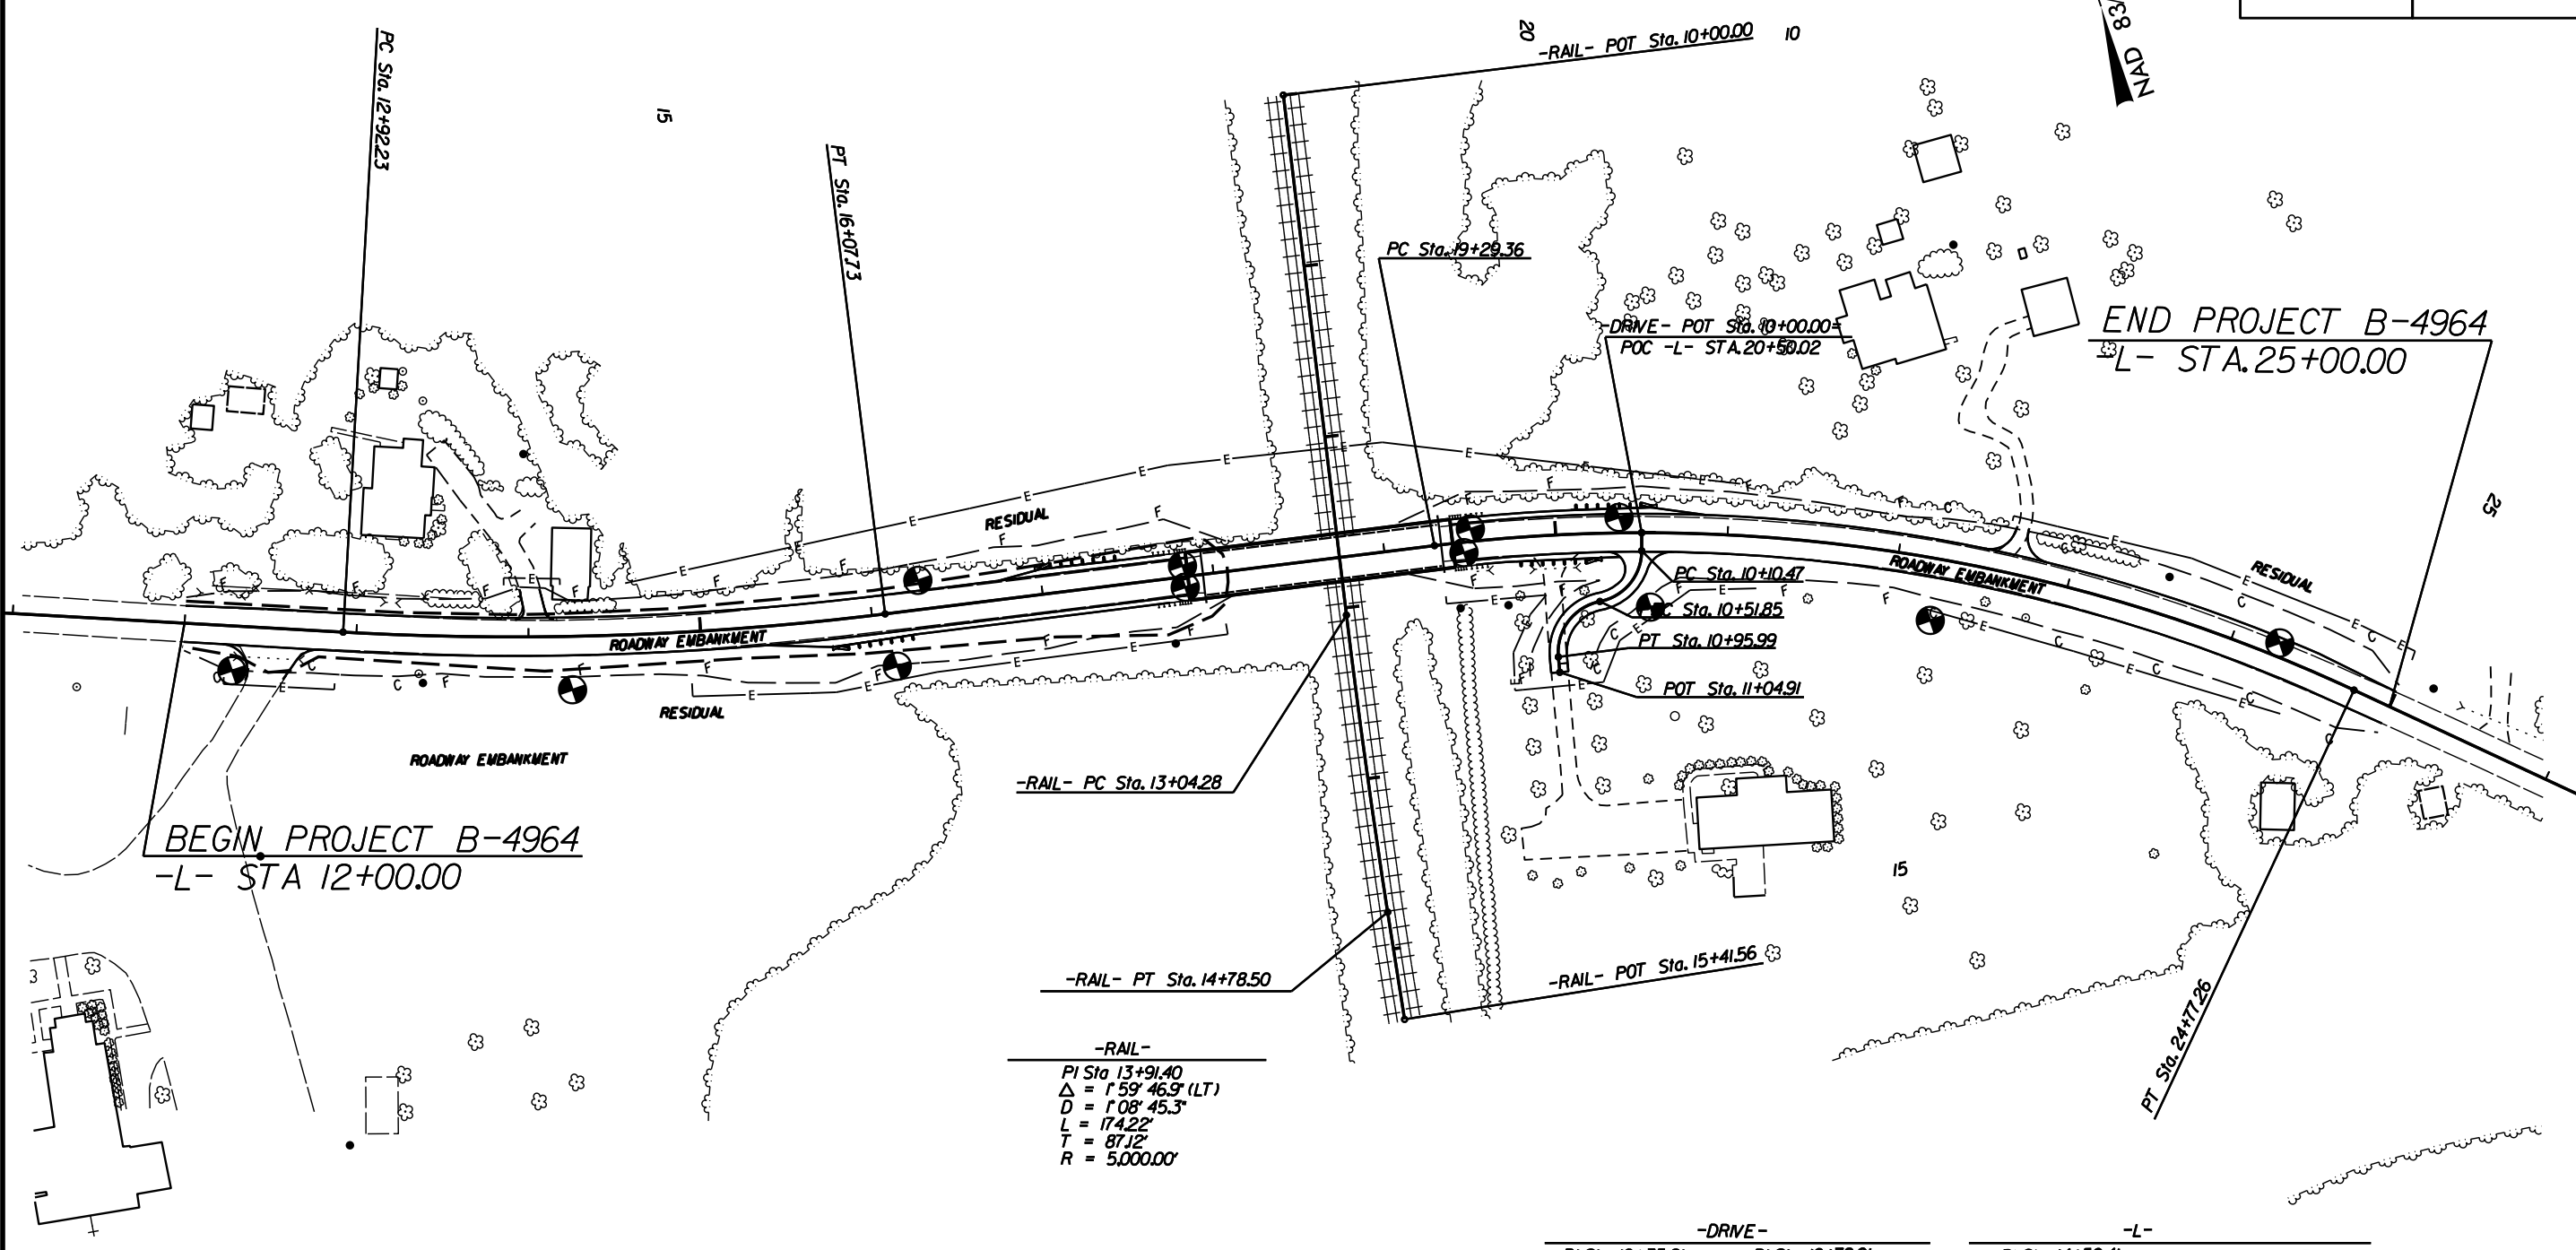 PC Sta. 12+92.23
15
PT Sta. 16+07.73
20
-RAIL- POT Sta. 10+00.00
10
NAD 83/
PC Sta. 19+29.36
-DRIVE- POT Sta. 10+00.00=
POC -L- STA. 20+50.02
END PROJECT B-4964
-L- STA. 25+00.00
25
RESIDUAL
RESIDUAL
ROADWAY EMBANKMENT
ROADWAY EMBANKMENT
PC Sta. 10+10.47
Sta. 10+51.85
PT Sta. 10+95.99
POT Sta. 11+04.91
RESIDUAL
ROADWAY EMBANKMENT
-RAIL- PC Sta. 13+04.28
BEGIN PROJECT B-4964
-L- STA 12+00.00
15
-RAIL- PT Sta. 14+78.50
-RAIL- POT Sta. 15+41.56
PT Sta. 24+77.26
-RAIL-
PI Sta 13+91.40
Δ = 1° 59' 46.9" (LT)
D = 1° 08' 45.3"
L = 174.22'
T = 87.12'
R = 5,000.00'
-DRIVE-
-L-